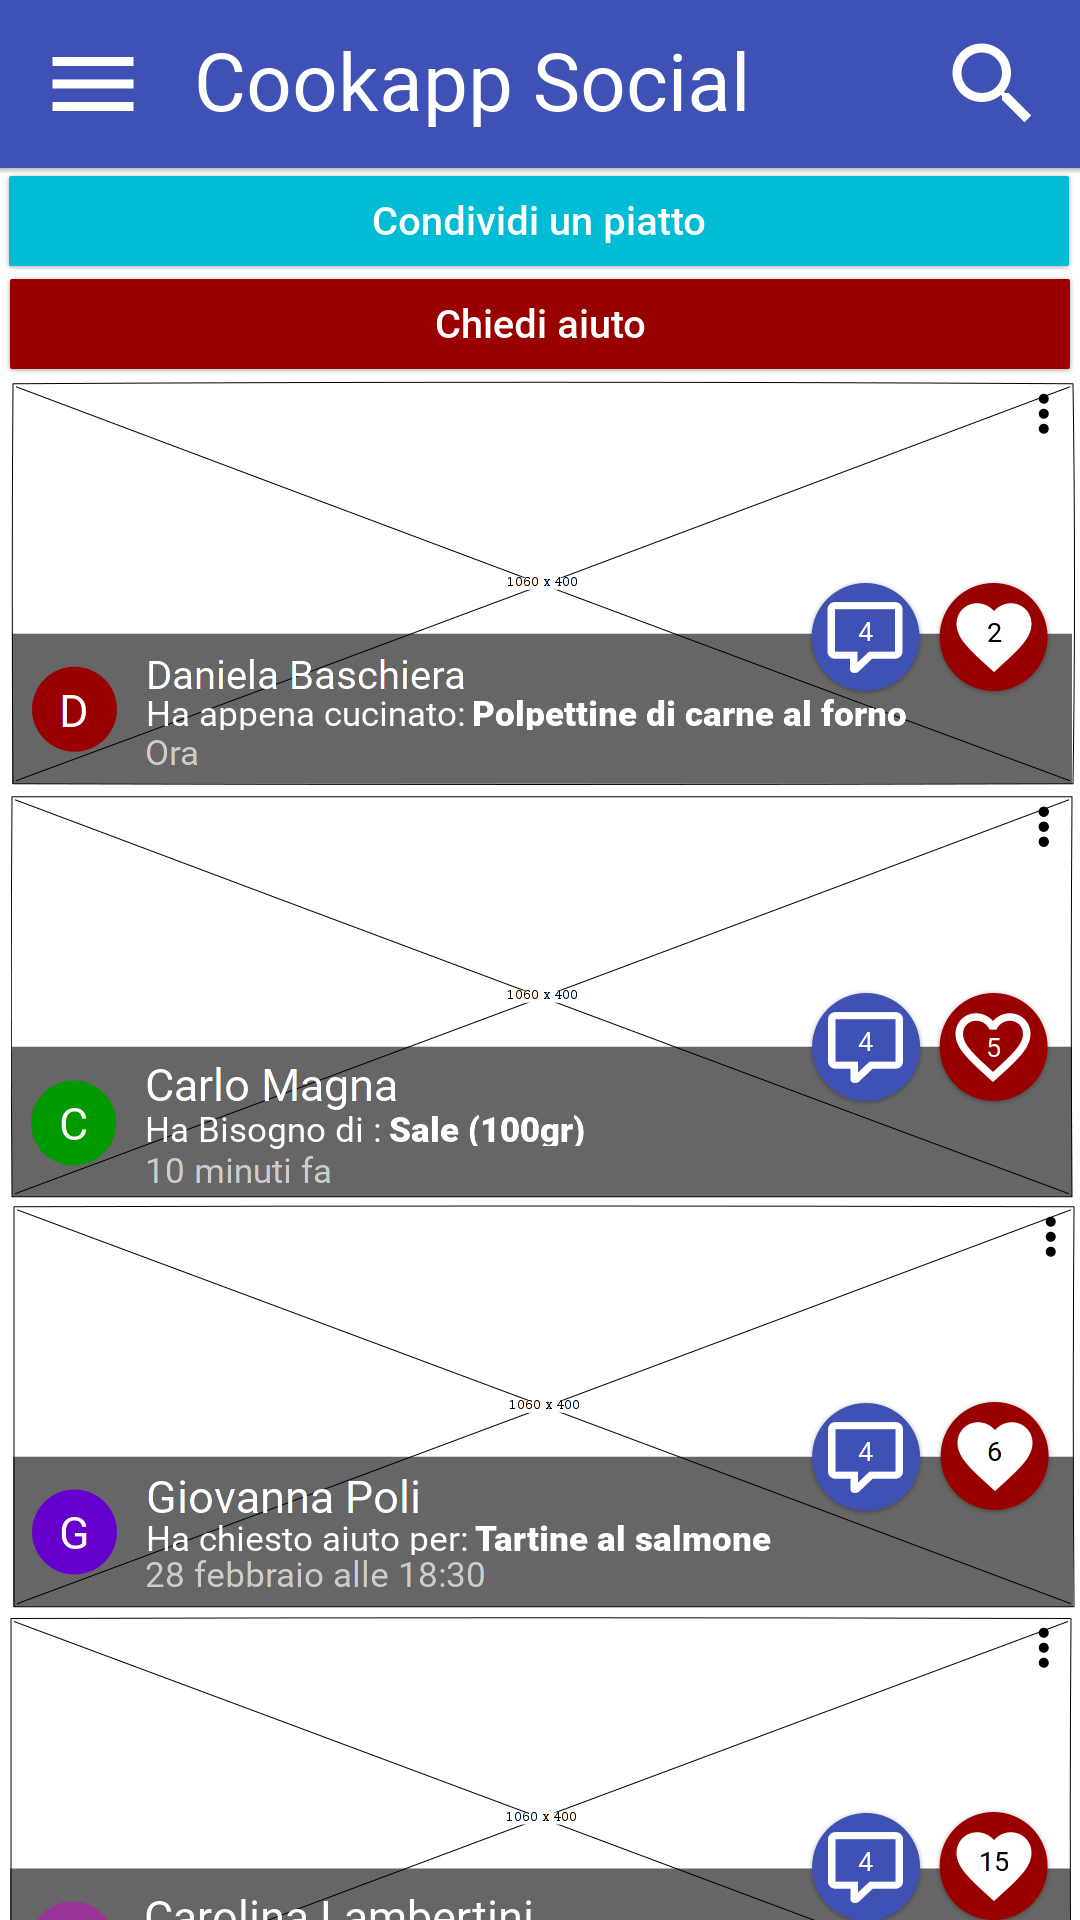 Cookapp Social
Condividi un piatto
Chiedi aiuto
1060 x 400
4
2
D
Daniela Baschiera
Ha appena cucinato: Polpettine di carne al forno
Ora
1060 x 400
4
5
C
Carlo Magna
Ha Bisogno di : Sale (100gr)
10 minuti fa
1060 x 400
4
6
G
Giovanna Poli
Ha chiesto aiuto per: Tartine al salmone
28 febbraio alle 18:30
1060 x 400
4
15
Carolina Lambertini